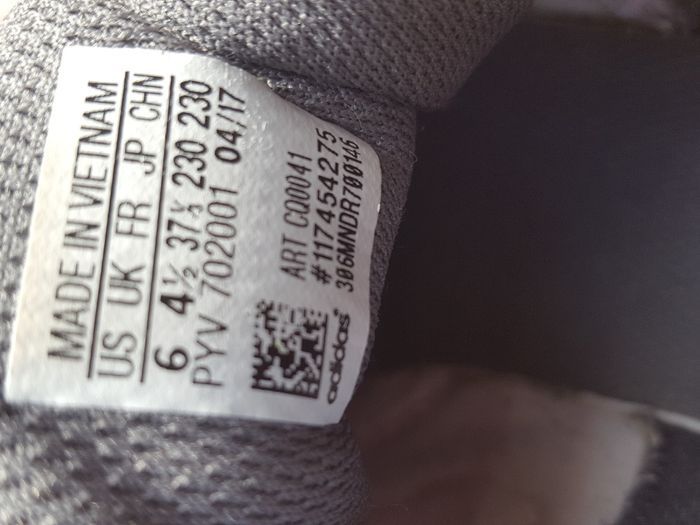 MADE IN VIETNAM
US UK FR JP CHN
6 4½ 37⅓ 230 230
PYV 702001 04/17
ART CQ0041
#117454275
306MNDR700146
adidas